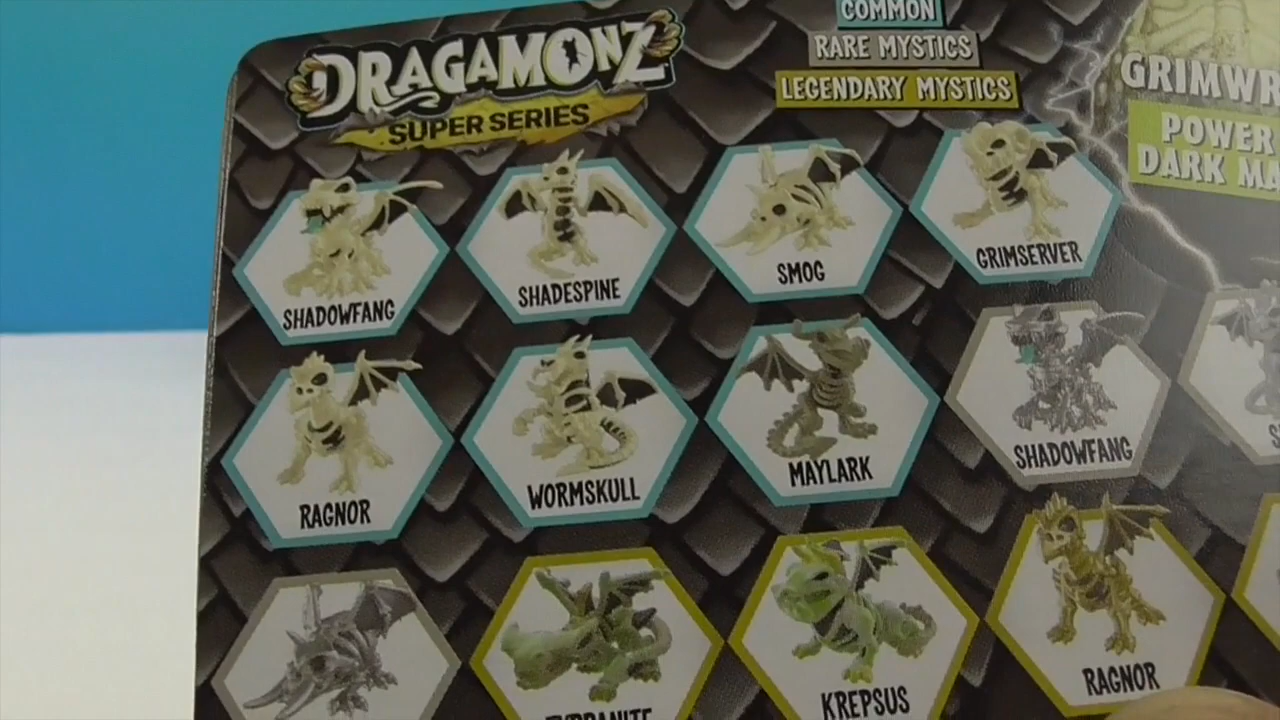 DRAGAMONZ
SUPER SERIES
COMMON
RARE MYSTICS
LEGENDARY MYSTICS
POWER
SHADOWFANG
SHADESPINE
SMOG
GRIMSERVER
RAGNOR
WORMSKULL
MAYLARK
SHADOWFANG
KREPSUS
RAGNOR
DARK